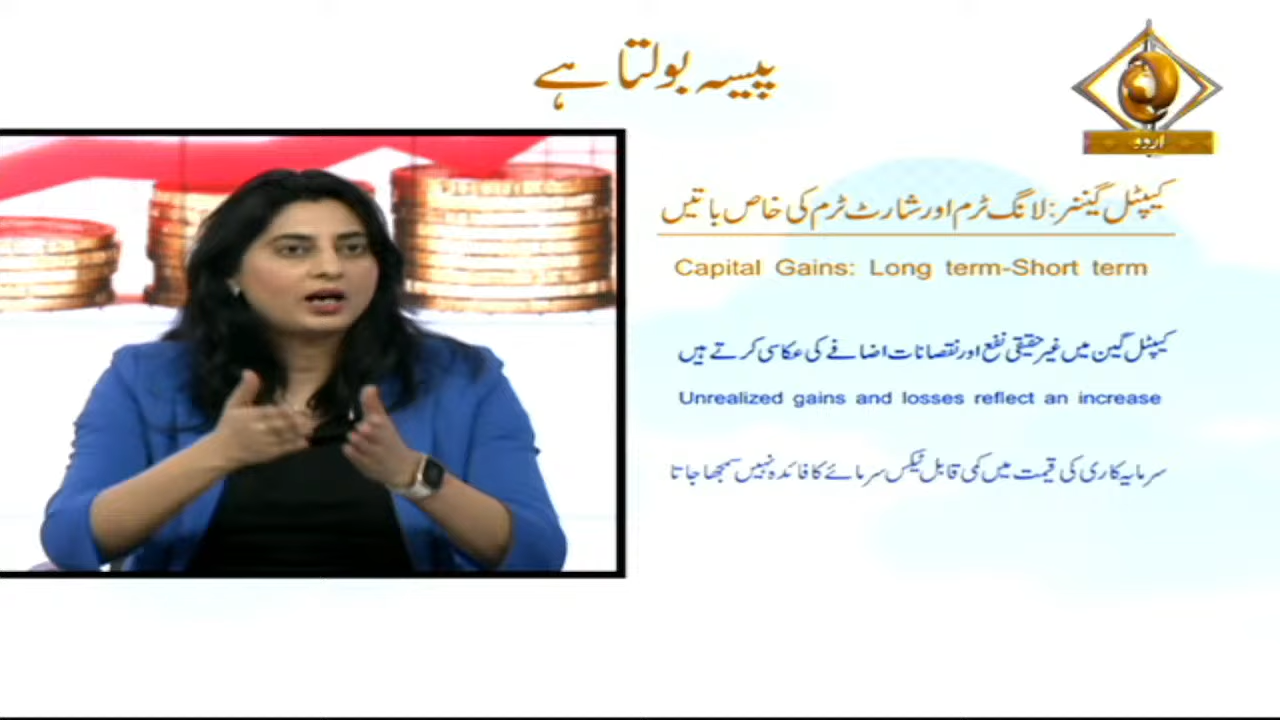 پیسہ بولتا ہے
اردو
کیپٹل گینز: لانگ ٹرم اور شارٹ ٹرم کی خاص باتیں
Capital Gains: Long term-Short term
کیپٹل گین میں غیر حقیقی نفع اور نقصانات اضافے کی عکاسی کرتے ہیں
Unrealized gains and losses reflect an increase
سرمایہ کاری کی قیمت میں کمی قابل ٹیکس سرمائے کا فائدہ نہیں سمجھا جاتا